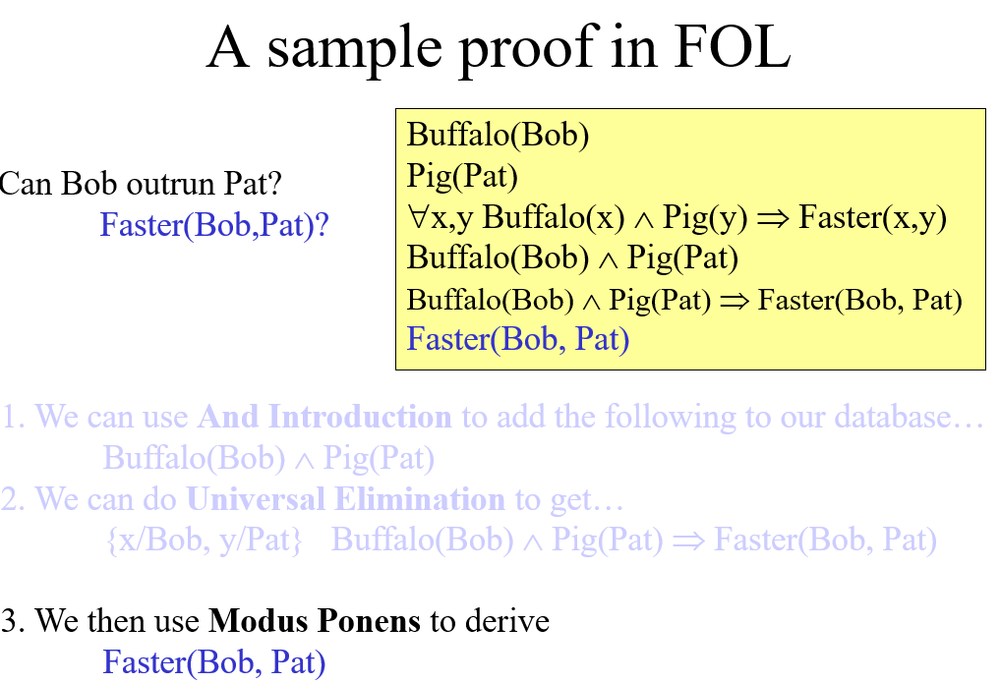 A sample proof in FOL
Can Bob outrun Pat?
Faster(Bob,Pat)?
Buffalo(Bob)
Pig(Pat)
∀x,y Buffalo(x) ∧ Pig(y) ⇒ Faster(x,y)
Buffalo(Bob) ∧ Pig(Pat)
Buffalo(Bob) ∧ Pig(Pat) ⇒ Faster(Bob, Pat)
Faster(Bob, Pat)
1. We can use And Introduction to add the following to our database…
Buffalo(Bob) ∧ Pig(Pat)
2. We can do Universal Elimination to get…
{x/Bob, y/Pat} Buffalo(Bob) ∧ Pig(Pat) ⇒ Faster(Bob, Pat)
3. We then use Modus Ponens to derive
Faster(Bob, Pat)